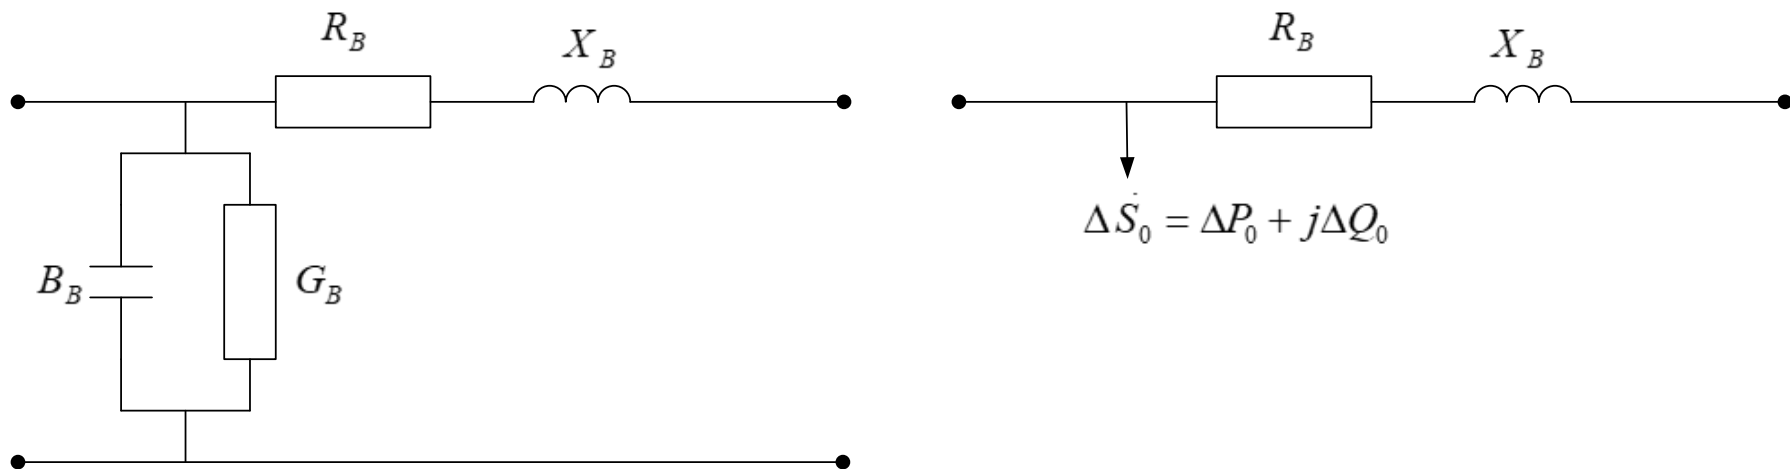 R_B
X_B
B_B
G_B
R_B
X_B
ΔṠ_0 = ΔP_0 + jΔQ_0